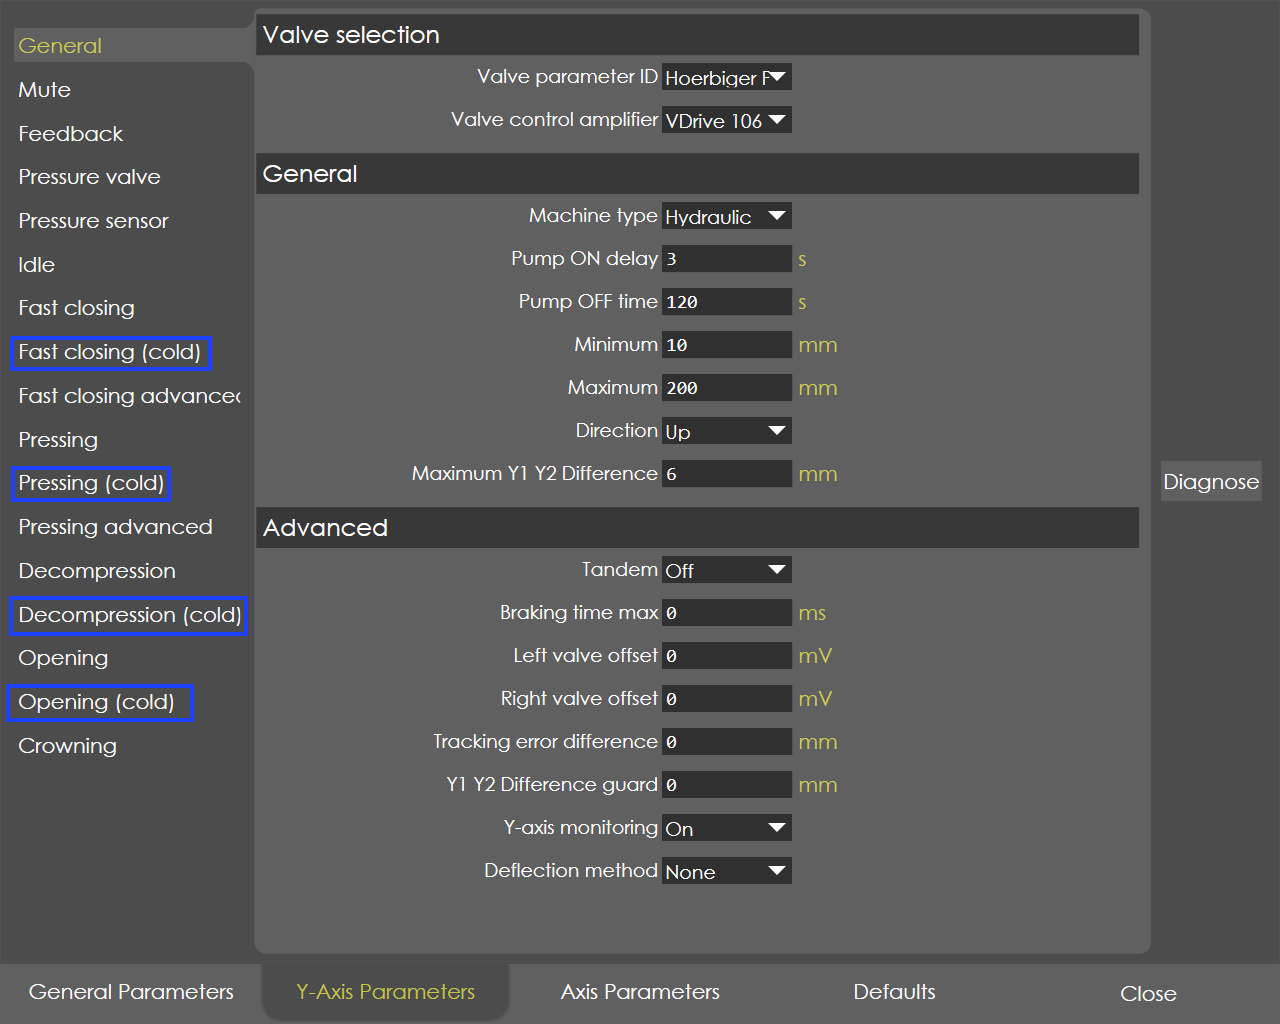 General
Mute
Feedback
Pressure valve
Pressure sensor
Idle
Fast closing
Fast closing (cold)
Fast closing advanced
Pressing
Pressing (cold)
Pressing advanced
Decompression
Decompression (cold)
Opening
Opening (cold)
Crowning
Valve selection
Valve parameter ID Hoerbiger P
Valve control amplifier VDrive 106
General
Machine type Hydraulic
Pump ON delay 3 s
Pump OFF time 120 s
Minimum 10 mm
Maximum 200 mm
Direction Up
Maximum Y1 Y2 Difference 6 mm
Advanced
Tandem Off
Braking time max 0 ms
Left valve offset 0 mV
Right valve offset 0 mV
Tracking error difference 0 mm
Y1 Y2 Difference guard 0 mm
Y-axis monitoring On
Deflection method None
Diagnose
General Parameters
Y-Axis Parameters
Axis Parameters
Defaults
Close